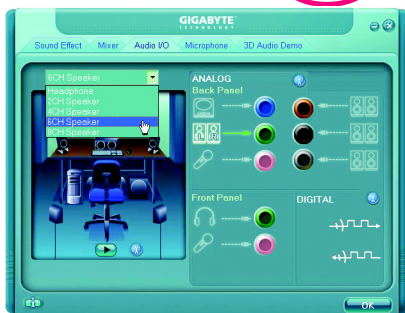 GIGABYTE
TECHNOLOGY
Sound Effect Mixer Audio I/O Microphone 3D Audio Demo
6CH Speaker
Headphone
2CH Speaker
4CH Speaker
6CH Speaker
8CH Speaker
ANALOG
Back Panel
Front Panel
DIGITAL
OK